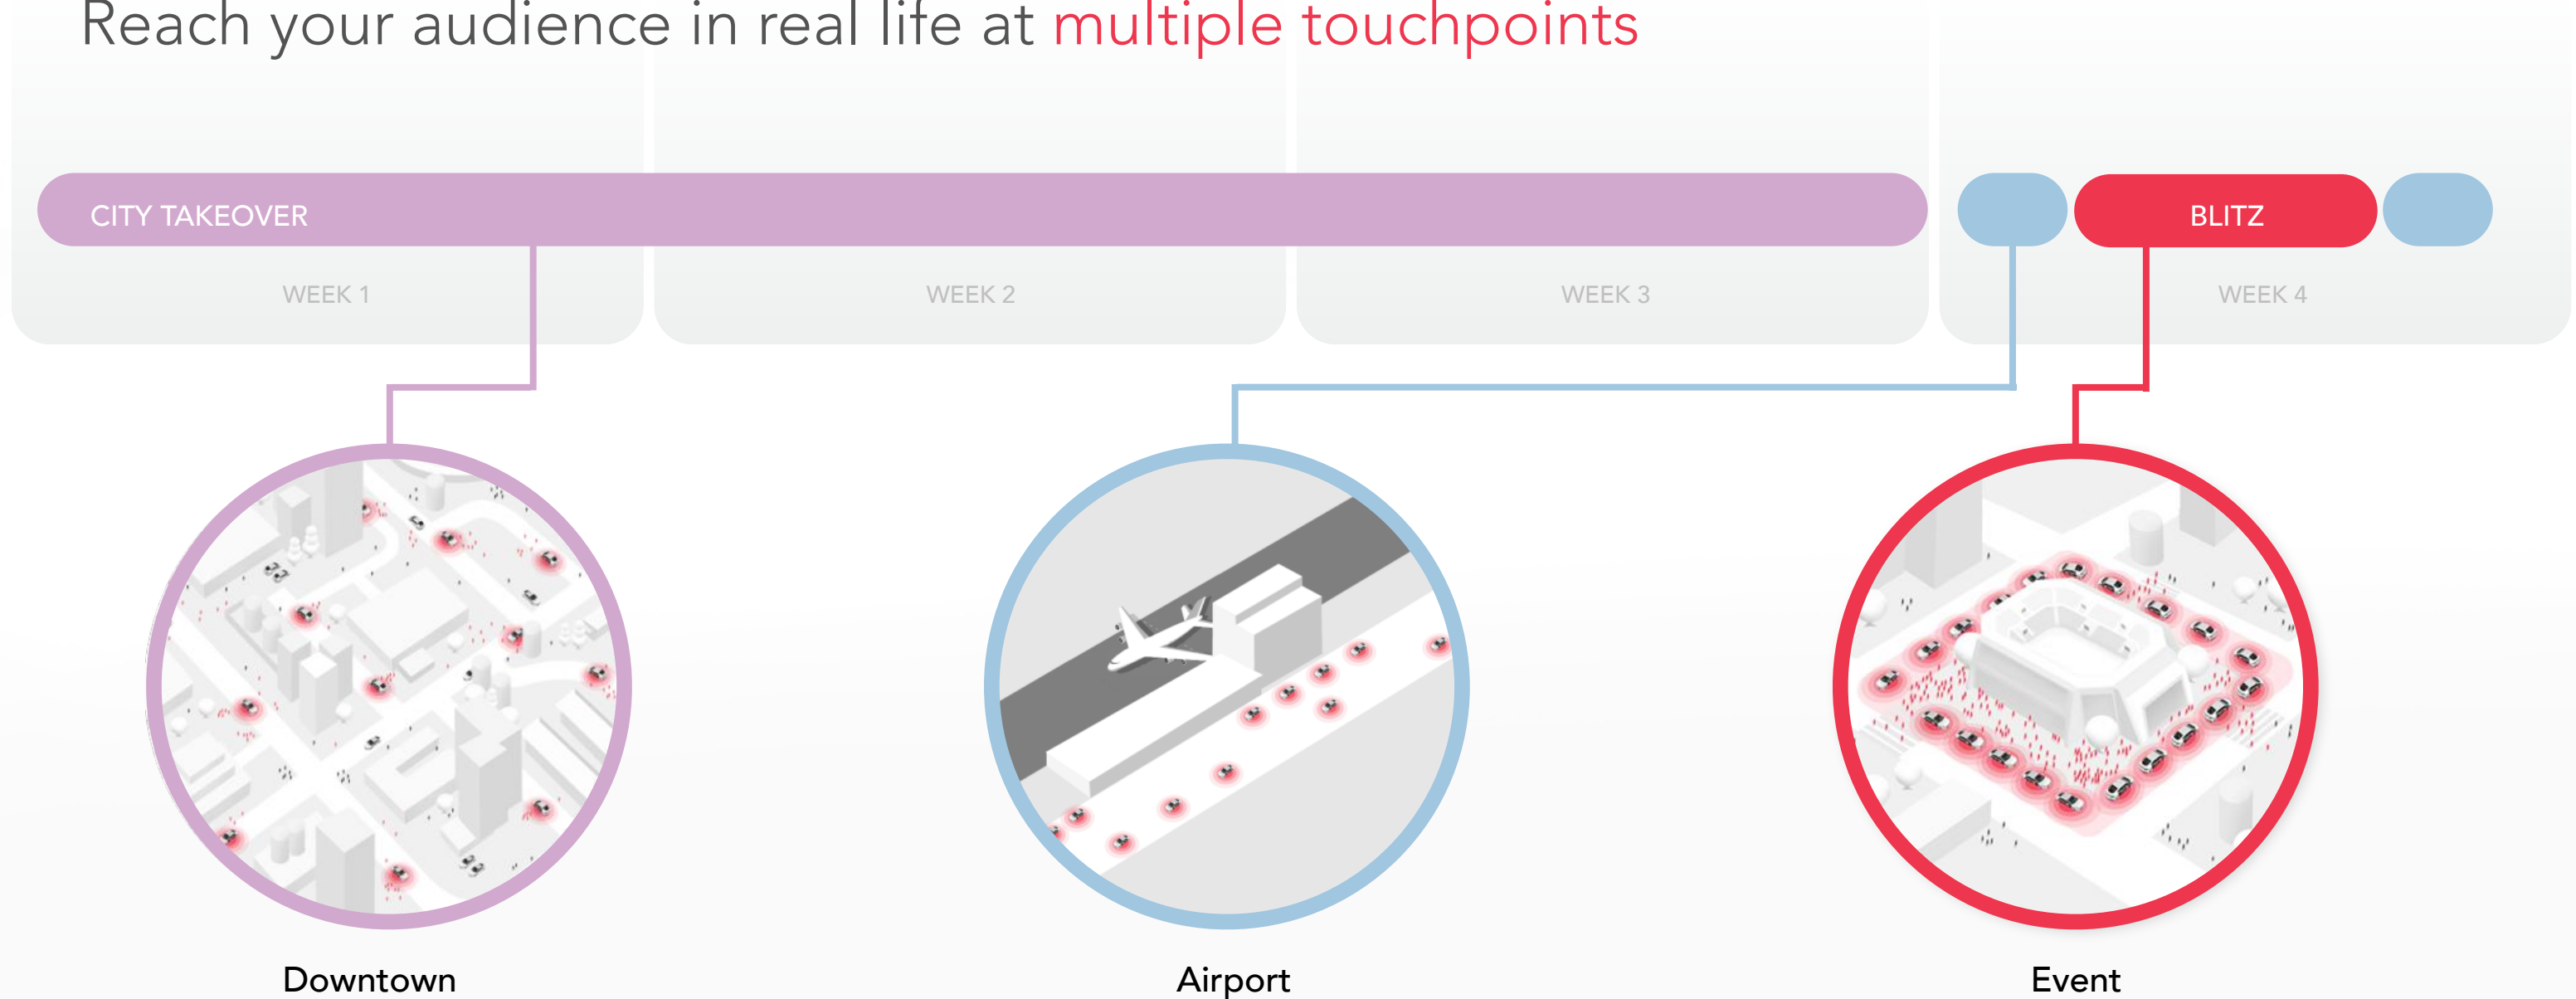 Reach your audience in real life at multiple touchpoints
CITY TAKEOVER
BLITZ
WEEK 1
WEEK 2
WEEK 3
WEEK 4
Downtown
Airport
Event